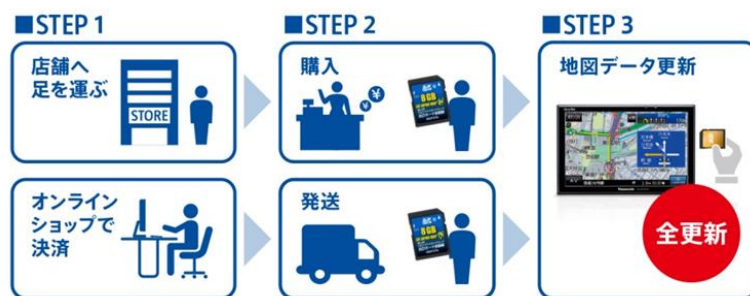 ■STEP 1
店舗へ
足を運ぶ
STORE
オンライン
ショップで
決済
■STEP 2
購入
¥
¥
8GB
発送
8GB
■STEP 3
地図データ更新
Panasonic
全更新